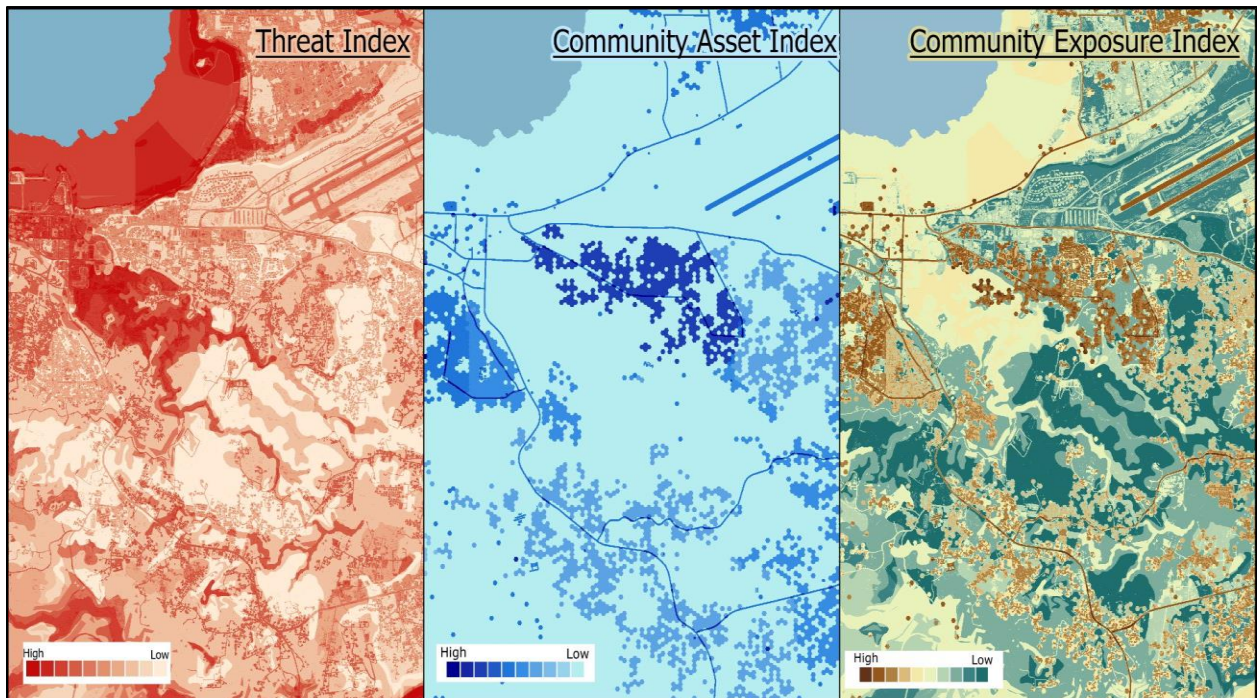 Threat Index
Community Asset Index
Community Exposure Index
High Low
High Low
High Low